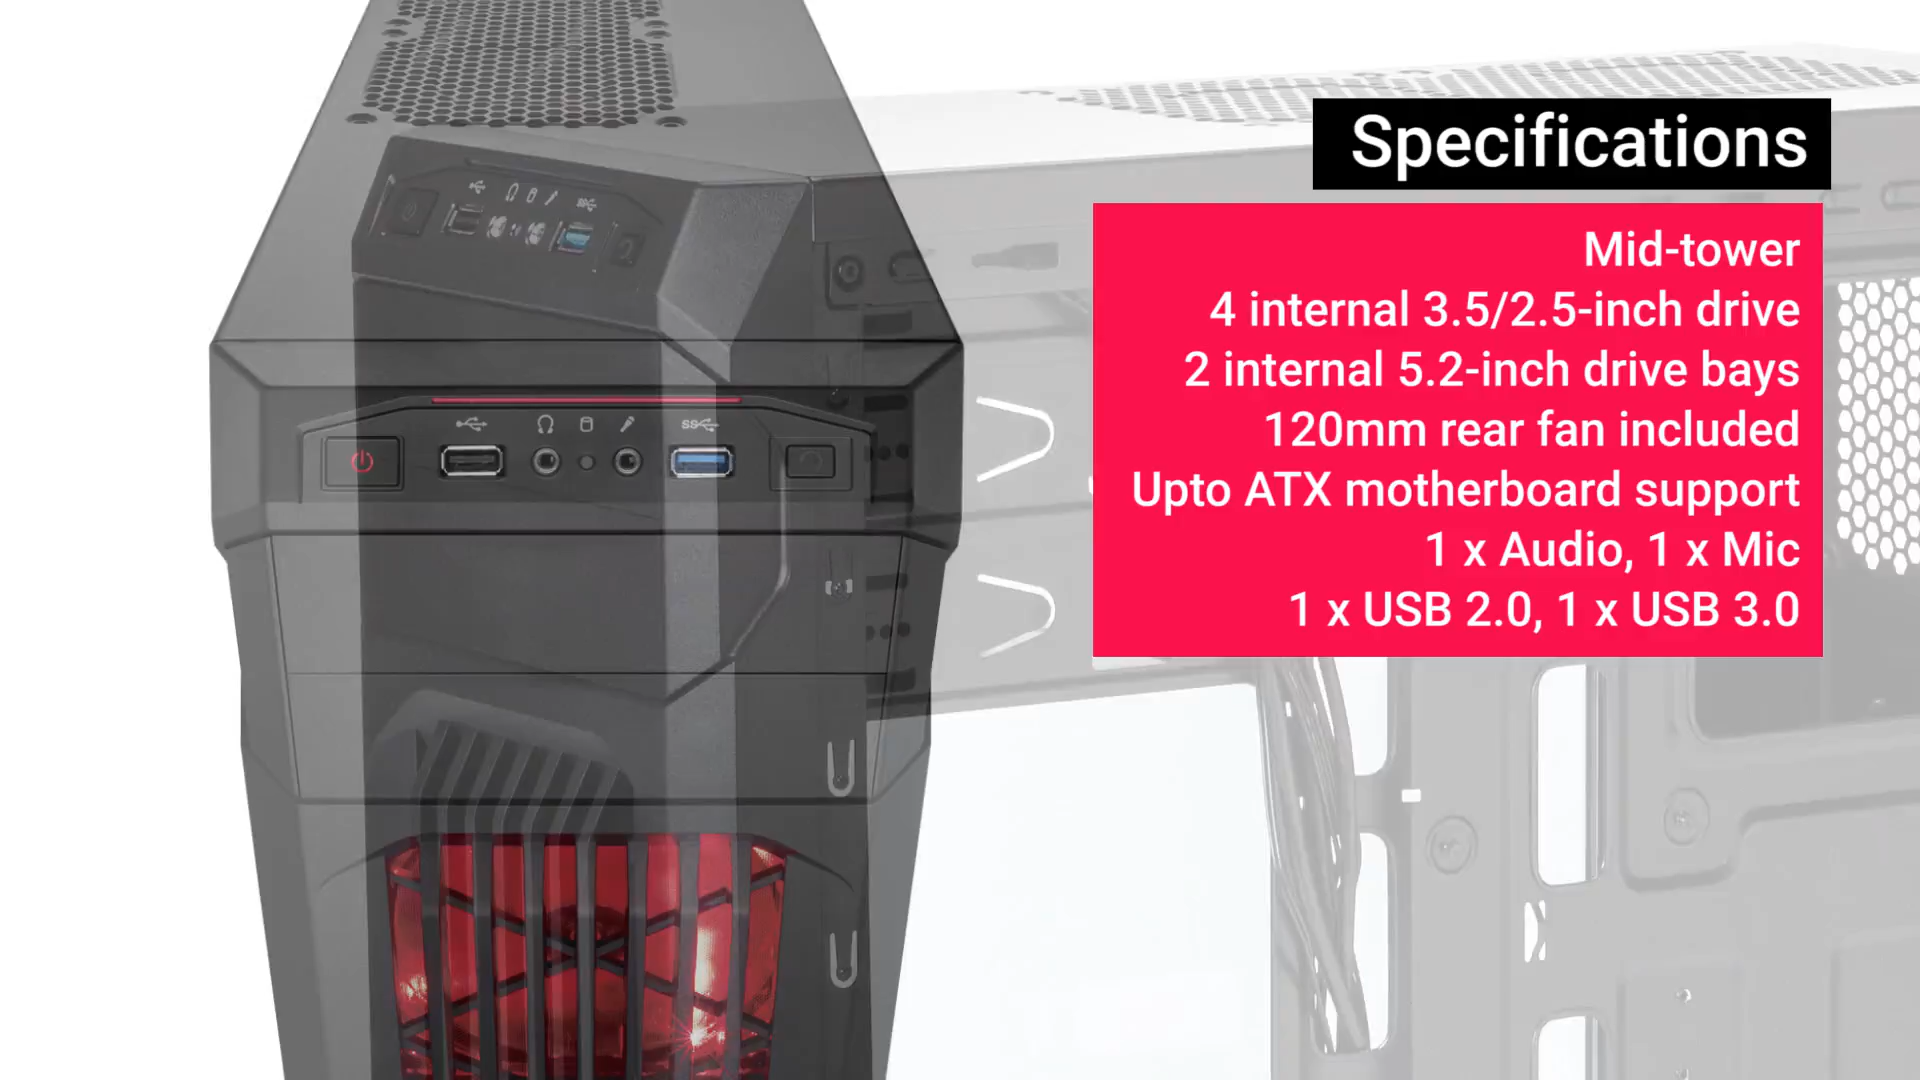 Specifications
Mid-tower
4 internal 3.5/2.5-inch drive
2 internal 5.2-inch drive bays
120mm rear fan included
Upto ATX motherboard support
1 x Audio, 1 x Mic
1 x USB 2.0, 1 x USB 3.0